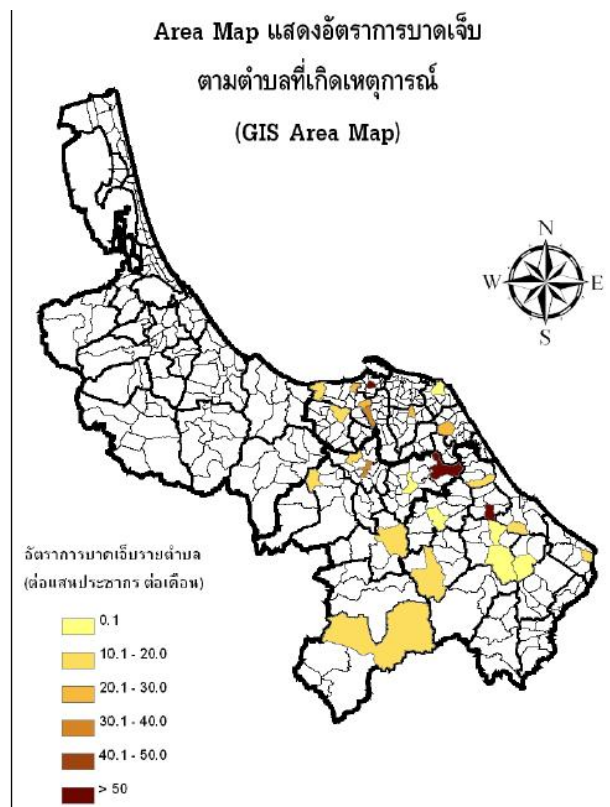 Area Map แสดงอัตราการบาดเจ็บ
ตามตำบลที่เกิดเหตุการณ์
(GIS Area Map)
N
W
E
S
อัตราการบาดเจ็บรายตำบล
(ต่อแสนประชากร ต่อเดือน)
0.1
10.1 - 20.0
20.1 - 30.0
30.1 - 40.0
40.1 - 50.0
> 50